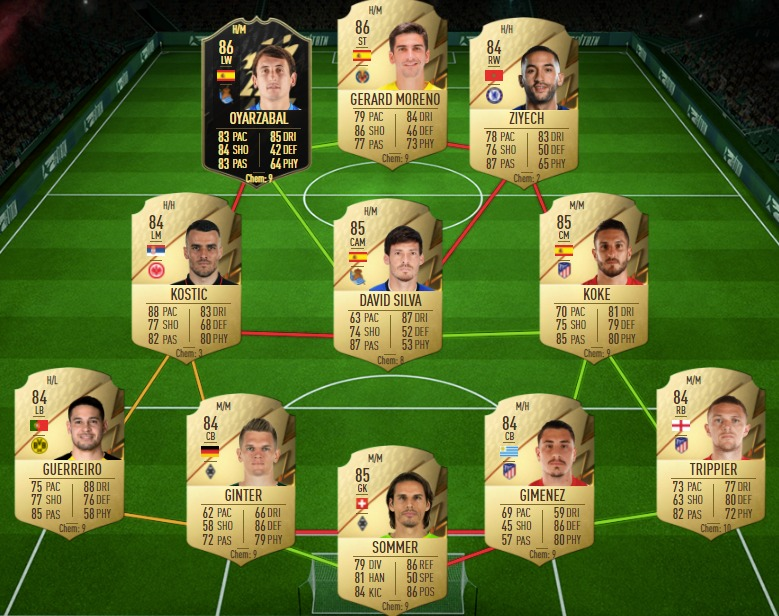 H/M
86
LW
OYARZABAL
83 PAC 85 DRI
84 SHO 42 DEF
83 PAS 64 PHY
Chem: 9
86
ST
GERARD MORENO
79 PAC 84 DRI
86 SHO 46 DEF
77 PAS 73 PHY
Chem: 9
H/H
84
RW
ZIYECH
78 PAC 83 DRI
76 SHO 50 DEF
87 PAS 65 PHY
Chem: 2
H/H
84
LM
KOSTIC
88 PAC 83 DRI
77 SHO 68 DEF
82 PAS 80 PHY
Chem: 3
H/M
85
CAM
DAVID SILVA
63 PAC 87 DRI
74 SHO 52 DEF
87 PAS 53 PHY
Chem: 8
M/M
85
CM
KOKE
70 PAC 81 DRI
75 SHO 79 DEF
85 PAS 80 PHY
Chem: 9
H/L
84
LB
GUERREIRO
75 PAC 88 DRI
77 SHO 76 DEF
85 PAS 58 PHY
Chem: 9
M/M
84
CB
GINTER
62 PAC 66 DRI
58 SHO 86 DEF
72 PAS 79 PHY
Chem: 9
M/M
85
GK
SOMMER
79 DIV 86 REF
81 HAN 50 SPE
84 KIC 86 POS
Chem: 9
M/H
84
CB
GIMENEZ
69 PAC 59 DRI
45 SHO 86 DEF
57 PAS 80 PHY
Chem: 9
M/M
84
RB
TRIPPIER
73 PAC 77 DRI
63 SHO 80 DEF
82 PAS 72 PHY
Chem: 10